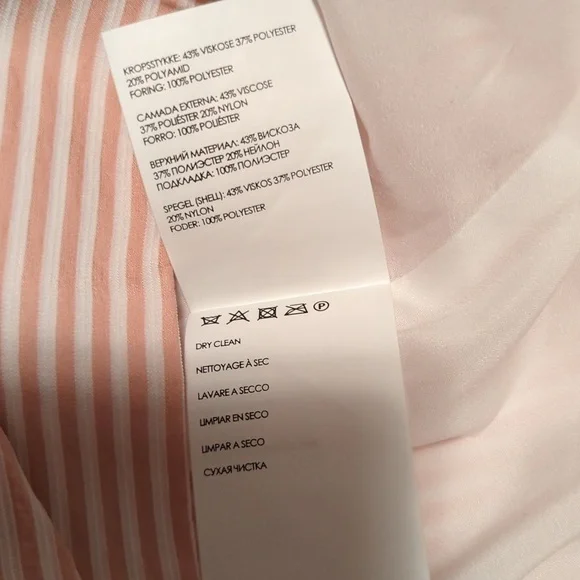 KROPSSTYKKE: 43% VISKOSE 37% POLYESTER
20% POLYAMID
FORING: 100% POLYESTER
CAMADA EXTERNA: 43% VISCOSE
37% POLIÉSTER 20% NYLON
FORRO: 100% POLIÉSTER
ВЕРХНИЙ МАТЕРИАЛ: 43% ВИСКОЗА
37% ПОЛИЭСТЕР 20% НЕЙЛОН
ПОДКЛАДКА: 100% ПОЛИЭСТЕР
SPEGEL (SHELL): 43% VISKOS 37% POLYESTER
20% NYLON
FODER: 100% POLYESTER
P
DRY CLEAN
NETTOYAGE À SEC
LAVARE A SECCO
LIMPIAR EN SECO
LIMPAR A SECO
СУХАЯ ЧИСТКА